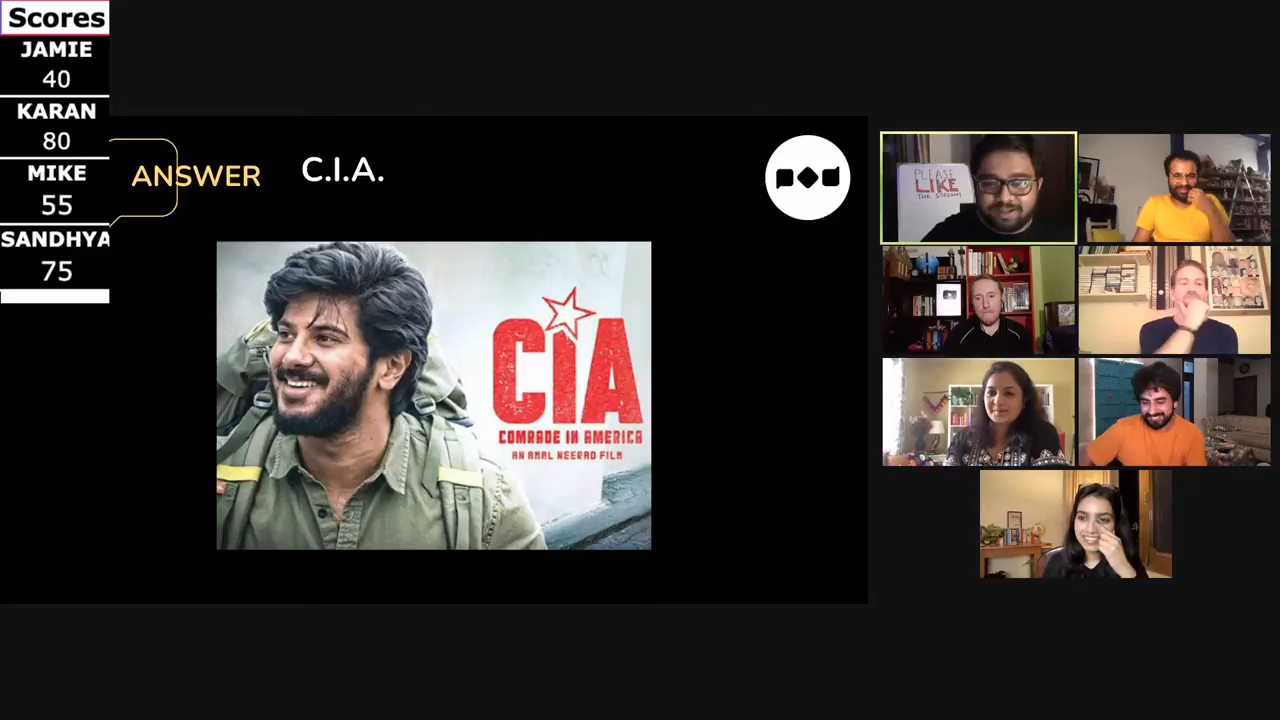 Scores
JAMIE
40
KARAN
80
MIKE
55
SANDHYA
75
ANSWER
C.I.A.
CIA
COMRADE IN AMERICA
AN AMAL NEERAD FILM
PLEASE
LIKE
THE STREAM